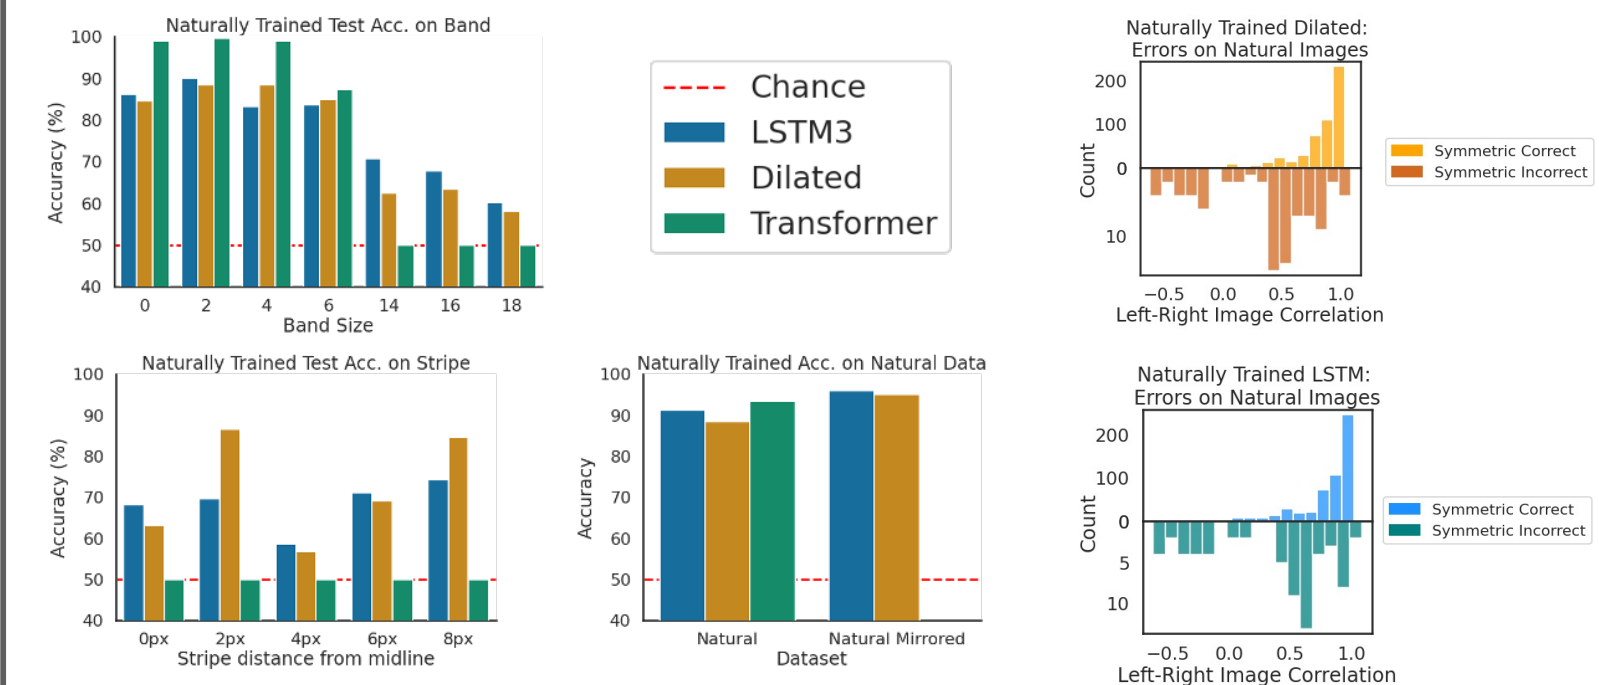 Naturally Trained Test Acc. on Band
Accuracy (%)
100
90
80
70
60
50
40
0 2 4 6 14 16 18
Band Size
Chance
LSTM3
Dilated
Transformer
Naturally Trained Dilated:
Errors on Natural Images
Count
200
100
0
10
−0.5 0.0 0.5 1.0
Left-Right Image Correlation
Symmetric Correct
Symmetric Incorrect
Naturally Trained Test Acc. on Stripe
Accuracy (%)
100
90
80
70
60
50
40
0px 2px 4px 6px 8px
Stripe distance from midline
Naturally Trained Acc. on Natural Data
Accuracy
100
90
80
70
60
50
40
Natural Natural Mirrored
Dataset
Naturally Trained LSTM:
Errors on Natural Images
Count
200
100
0
5
10
−0.5 0.0 0.5 1.0
Left-Right Image Correlation
Symmetric Correct
Symmetric Incorrect